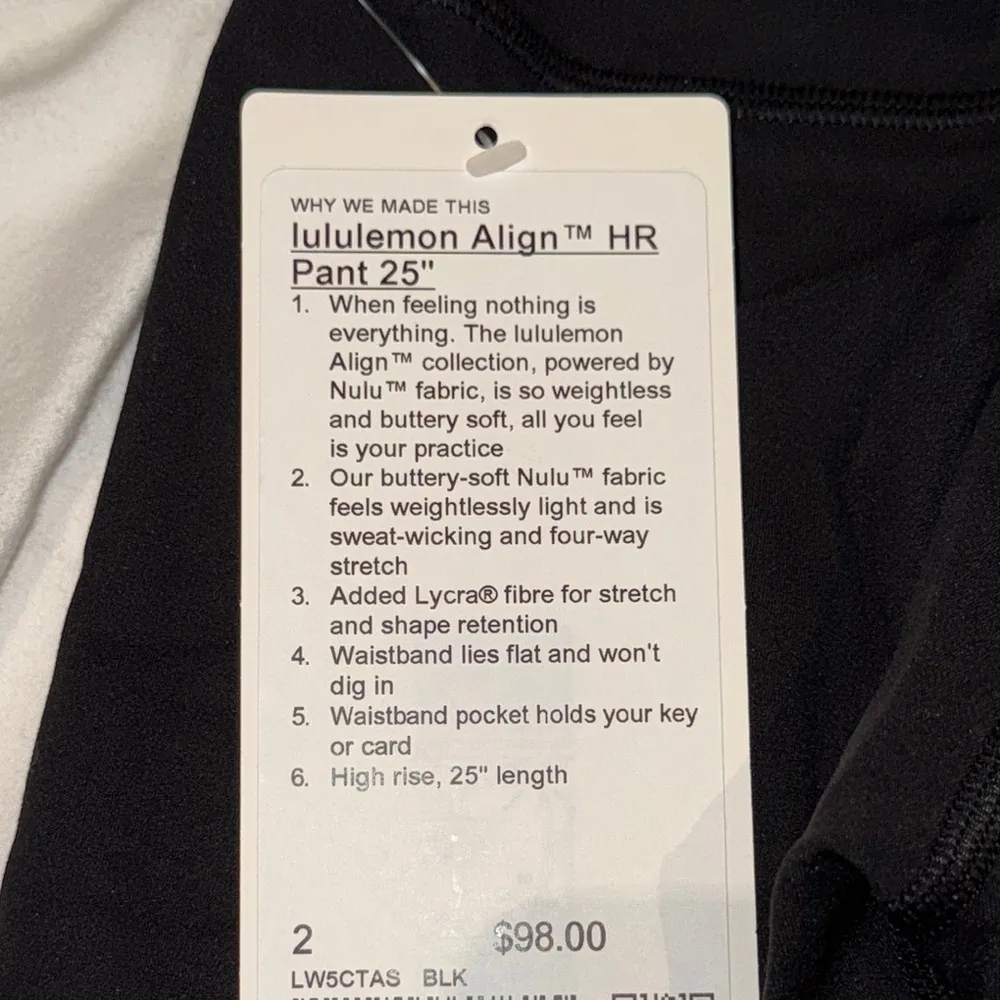 WHY WE MADE THIS
lululemon Align™ HR
Pant 25"
1. When feeling nothing is
everything. The lululemon
Align™ collection, powered by
Nulu™ fabric, is so weightless
and buttery soft, all you feel
is your practice
2. Our buttery-soft Nulu™ fabric
feels weightlessly light and is
sweat-wicking and four-way
stretch
3. Added Lycra® fibre for stretch
and shape retention
4. Waistband lies flat and won't
dig in
5. Waistband pocket holds your key
or card
6. High rise, 25" length
2 $98.00
LW5CTAS BLK